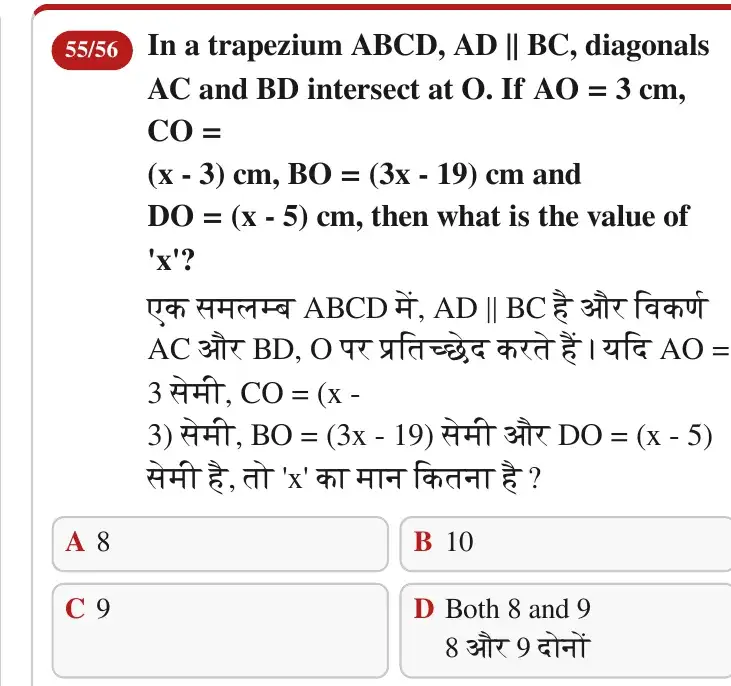 55/56 In a trapezium ABCD, AD || BC, diagonals
AC and BD intersect at O. If AO = 3 cm,
CO =
(x - 3) cm, BO = (3x - 19) cm and
DO = (x - 5) cm, then what is the value of
'x'?
एक समलम्ब ABCD में, AD || BC है और विकर्ण
AC और BD, O पर प्रतिच्छेद करते हैं। यदि AO =
3 सेमी, CO = (x -
3) सेमी, BO = (3x - 19) सेमी और DO = (x - 5)
सेमी है, तो 'x' का मान कितना है ?
A 8
B 10
C 9
D Both 8 and 9
8 और 9 दोनों